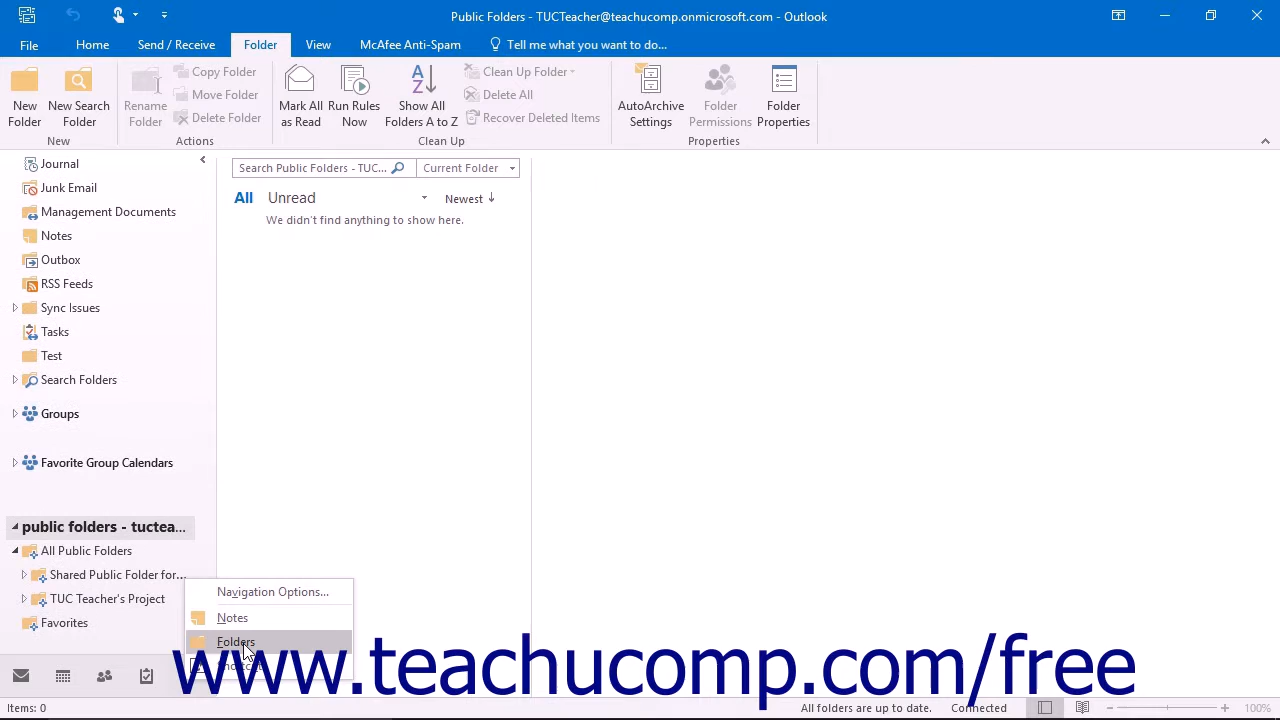 Public Folders - TUCTeacher@teachucomp.onmicrosoft.com - Outlook
File Home Send / Receive Folder View McAfee Anti-Spam Tell me what you want to do...
New Folder
New Search Folder
New
Rename Folder
Copy Folder
Move Folder
Delete Folder
Actions
Mark All as Read
Run Rules Now
Show All Folders A to Z
Clean Up Folder
Delete All
Recover Deleted Items
Clean Up
AutoArchive Settings
Folder Permissions
Folder Properties
Properties
Journal
Junk Email
Management Documents
Notes
Outbox
RSS Feeds
Sync Issues
Tasks
Test
Search Folders
Groups
Favorite Group Calendars
public folders - tuctea...
All Public Folders
Shared Public Folder for...
TUC Teacher's Project
Favorites
Search Public Folders - TUC... Current Folder
All Unread Newest
We didn't find anything to show here.
Navigation Options...
Notes
Folders
www.teachucomp.com/free
Items: 0 All folders are up to date. Connected 100%